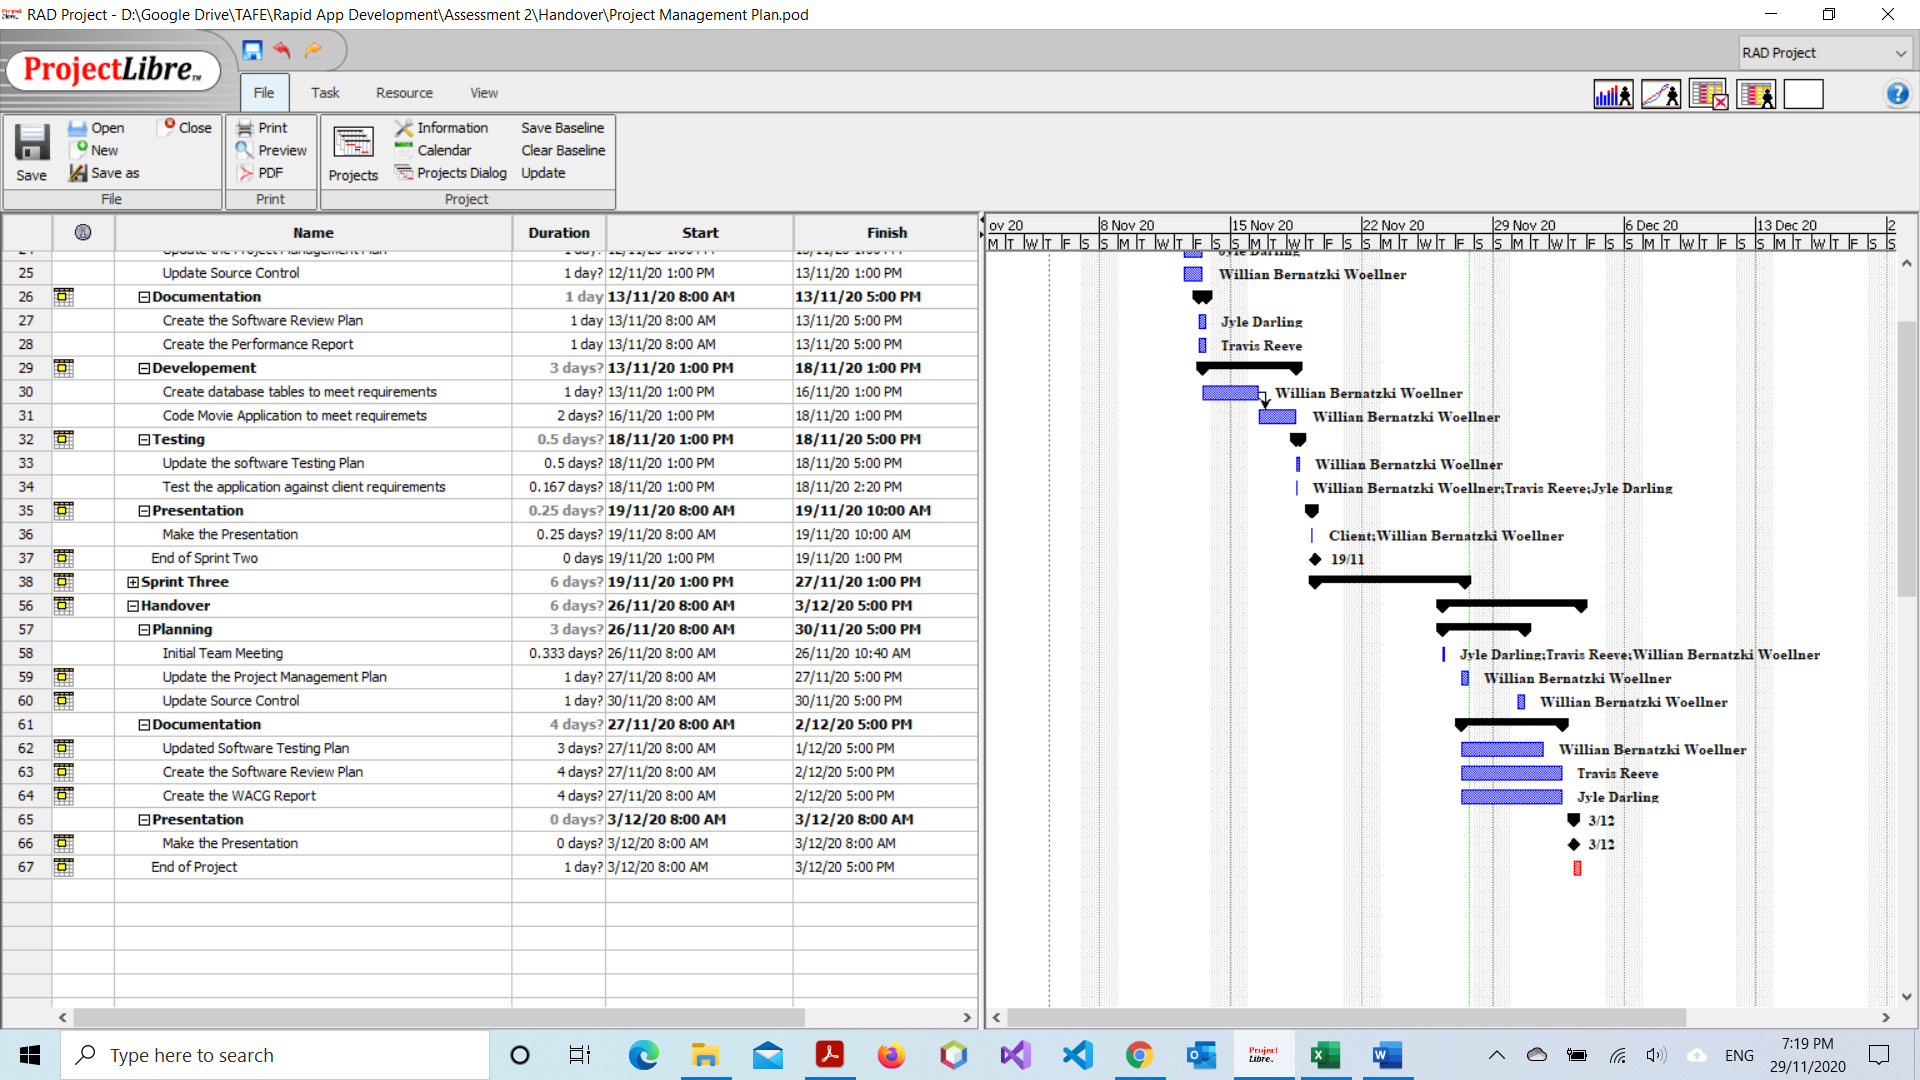 RAD Project - D:\Google Drive\TAFE\Rapid App Development\Assessment 2\Handover\Project Management Plan.pod
ProjectLibre™
RAD Project
File Task Resource View
Save Open New Save as Close File
Print Preview PDF Print
Projects Information Calendar Projects Dialog Save Baseline Clear Baseline Update Project
Name Duration Start Finish
ov 20 8 Nov 20 15 Nov 20 22 Nov 20 29 Nov 20 6 Dec 20 13 Dec 20 2
M T W T F S S M T W T F S S M T W T F S S M T W T F S S M T W T F S S M T W T F S S M T W T F S S
25 Update Source Control 1 day? 12/11/20 1:00 PM 13/11/20 1:00 PM Willian Bernatzki Woellner
26 Documentation 1 day 13/11/20 8:00 AM 13/11/20 5:00 PM
27 Create the Software Review Plan 1 day 13/11/20 8:00 AM 13/11/20 5:00 PM Jyle Darling
28 Create the Performance Report 1 day 13/11/20 8:00 AM 13/11/20 5:00 PM Travis Reeve
29 Developement 3 days? 13/11/20 1:00 PM 18/11/20 1:00 PM
30 Create database tables to meet requirements 1 day? 13/11/20 1:00 PM 16/11/20 1:00 PM Willian Bernatzki Woellner
31 Code Movie Application to meet requiremets 2 days? 16/11/20 1:00 PM 18/11/20 1:00 PM Willian Bernatzki Woellner
32 Testing 0.5 days? 18/11/20 1:00 PM 18/11/20 5:00 PM
33 Update the software Testing Plan 0.5 days? 18/11/20 1:00 PM 18/11/20 5:00 PM Willian Bernatzki Woellner
34 Test the application against client requirements 0.167 days? 18/11/20 1:00 PM 18/11/20 2:20 PM Willian Bernatzki Woellner;Travis Reeve;Jyle Darling
35 Presentation 0.25 days? 19/11/20 8:00 AM 19/11/20 10:00 AM
36 Make the Presentation 0.25 days? 19/11/20 8:00 AM 19/11/20 10:00 AM Client;Willian Bernatzki Woellner
37 End of Sprint Two 0 days 19/11/20 1:00 PM 19/11/20 1:00 PM 19/11
38 Sprint Three 6 days? 19/11/20 1:00 PM 27/11/20 1:00 PM
56 Handover 6 days? 26/11/20 8:00 AM 3/12/20 5:00 PM
57 Planning 3 days? 26/11/20 8:00 AM 30/11/20 5:00 PM
58 Initial Team Meeting 0.333 days? 26/11/20 8:00 AM 26/11/20 10:40 AM Jyle Darling;Travis Reeve;Willian Bernatzki Woellner
59 Update the Project Management Plan 1 day? 27/11/20 8:00 AM 27/11/20 5:00 PM Willian Bernatzki Woellner
60 Update Source Control 1 day? 30/11/20 8:00 AM 30/11/20 5:00 PM Willian Bernatzki Woellner
61 Documentation 4 days? 27/11/20 8:00 AM 2/12/20 5:00 PM
62 Updated Software Testing Plan 3 days? 27/11/20 8:00 AM 1/12/20 5:00 PM Willian Bernatzki Woellner
63 Create the Software Review Plan 4 days? 27/11/20 8:00 AM 2/12/20 5:00 PM Travis Reeve
64 Create the WACG Report 4 days? 27/11/20 8:00 AM 2/12/20 5:00 PM Jyle Darling
65 Presentation 0 days? 3/12/20 8:00 AM 3/12/20 8:00 AM 3/12
66 Make the Presentation 0 days? 3/12/20 8:00 AM 3/12/20 8:00 AM 3/12
67 End of Project 1 day? 3/12/20 8:00 AM 3/12/20 5:00 PM
Type here to search
Project Libre
ENG
7:19 PM
29/11/2020